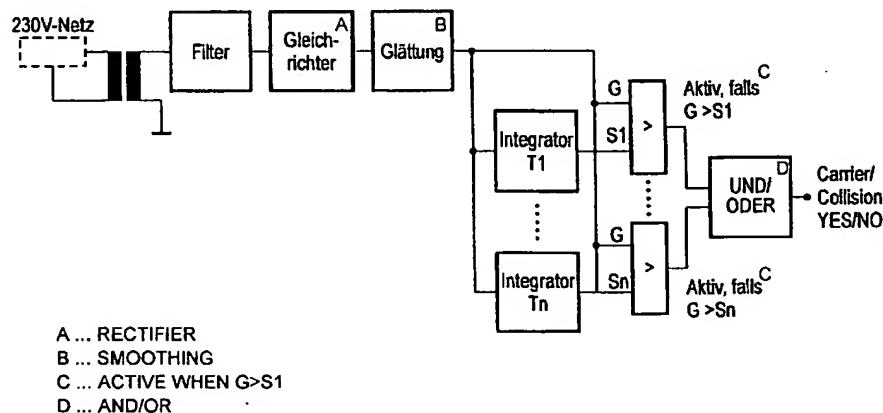 230V-Netz
Filter
A
Gleich-
richter
B
Glättung
G
S1
>
Aktiv, falls C
G >S1
Integrator
T1
D
UND/
ODER
Carrier/
Collision
YES/NO
G
Sn
>
Aktiv, falls C
G >Sn
Integrator
Tn
A ... RECTIFIER
B ... SMOOTHING
C ... ACTIVE WHEN G>S1
D ... AND/OR